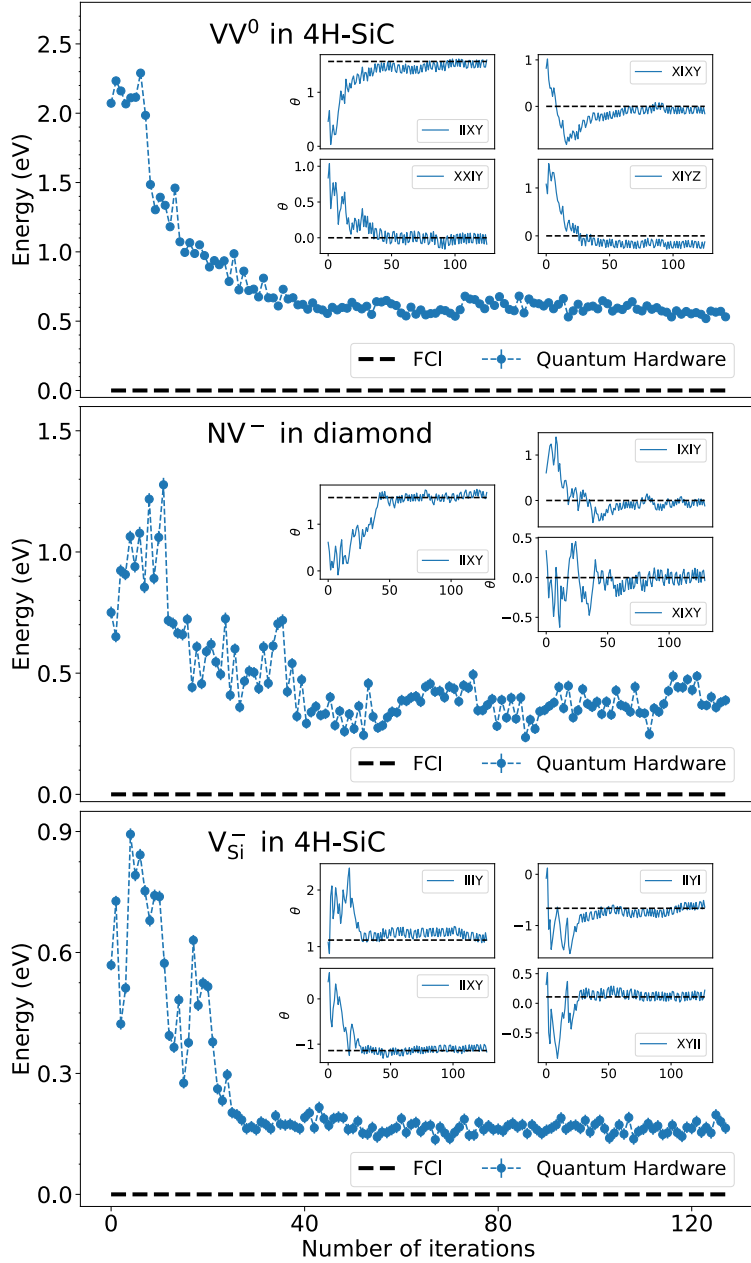 VV⁰ in 4H-SiC
Energy (eV)
2.5
2.0
1.5
1.0
0.5
0.0
θ
1
0
IIXY
1
0
XIXY
θ
1.0
0.5
0.0
XXIY
0 50 100
1
0
XIYZ
0 50 100
FCI Quantum Hardware
NV⁻ in diamond
Energy (eV)
1.5
1.0
0.5
0.0
θ
1
0
IIXY
0 50 100
θ
1
0
IXIY
0.5
0.0
−0.5
XIXY
0 50 100
FCI Quantum Hardware
V⁻Si in 4H-SiC
Energy (eV)
0.9
0.6
0.3
0.0
θ
2
1
IIIY
0
−1
IIYI
θ
0
−1
IIXY
0 50 100
0.5
0.0
−0.5
XYII
0 50 100
FCI Quantum Hardware
0 40 80 120
Number of iterations